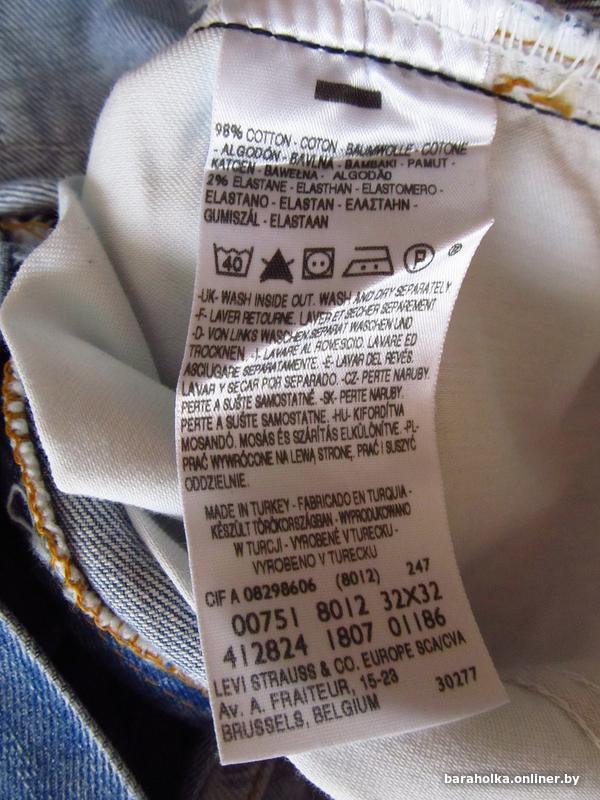 98% COTTON - COTON - BAUMWOLLE - COTONE
- ALGODÓN - BAVLNA - BAMBAKI - PAMUT -
KATOEN - BAWEŁNA - ALGODÃO
2% ELASTANE - ELASTHAN - ELASTOMERO -
ELASTANO - ELASTAN - ΕΛΑΣΤΑΗΝ -
GUMISZÁL - ELASTAAN
40 P ®
-UK- WASH INSIDE OUT. WASH AND DRY SEPARATELY
-F- LAVER RETOURNE. LAVER ET SECHER SEPAREMENT
-D- VON LINKS WASCHEN SEPARAT WASCHEN UND
TROCKNEN -I- LAVARE AL ROVESCIO. LAVARE ED
ASCIUGARE SEPARATAMENTE. -E- LAVAR DEL REVÉS.
LAVAR Y SECAR POR SEPARADO. -CZ- PERTE NARUBY.
PERTE A SUŠTE SAMOSTATNĚ. -SK- PERTE NARUBY.
PERTE A SUŠTE SAMOSTATNE. -HU- KIFORDÍTVA
MOSANDÓ. MOSÁS ÉS SZÁRÍTÁS ELKÜLÖNÍTVE. -PL-
PRAĆ WYWRÓCONE NA LEWĄ STRONĘ. PRAĆ I SUSZYĆ
ODDZIELNIE.
MADE IN TURKEY - FABRICADO EN TURQUIA -
KÉSZÜLT TÖRÖKORSZÁGBAN - WYPRODUKOWANO
W TURCJI - VYROBENÉ V TURECKU -
VYROBENO V TURECKU
CIF A 08298606 (8012) 247
00751 8012 32X32
412824 1807 01186
LEVI STRAUSS & CO. EUROPE SCA/CVA
Av. A. FRAITEUR, 15-23 30277
BRUSSELS, BELGIUM
baraholka.onliner.by